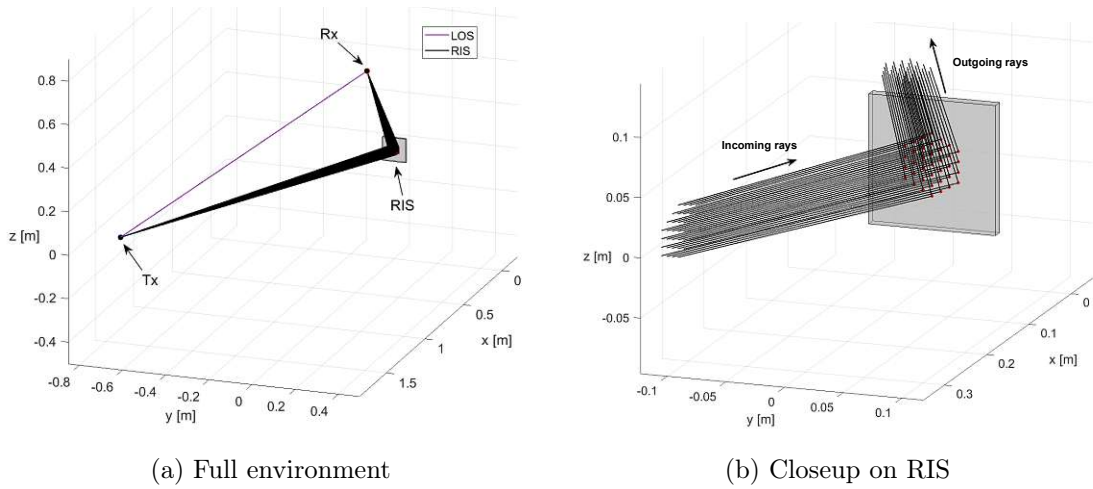 Rx
LOS
RIS
0.8
0.6
0.4
0.2
z [m]
0
-0.2
-0.4
RIS
Tx
0
0.5
x [m]
1
1.5
-0.8
-0.6
-0.4
-0.2
0
0.2
0.4
y [m]
(a) Full environment
Outgoing rays
Incoming rays
0.1
0.05
z [m]
0
-0.05
0
0.1
x [m]
0.2
0.3
-0.1
-0.05
0
0.05
0.1
y [m]
(b) Closeup on RIS